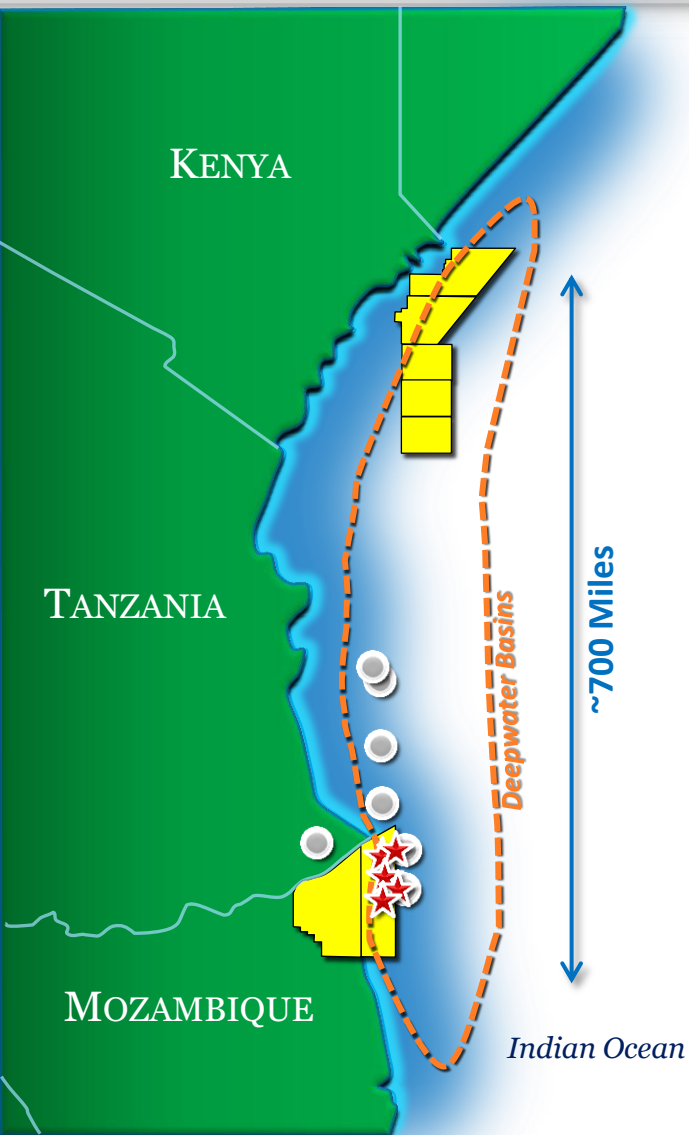 KENYA
TANZANIA
~700 Miles
Deepwater Basins
MOZAMBIQUE
Indian Ocean